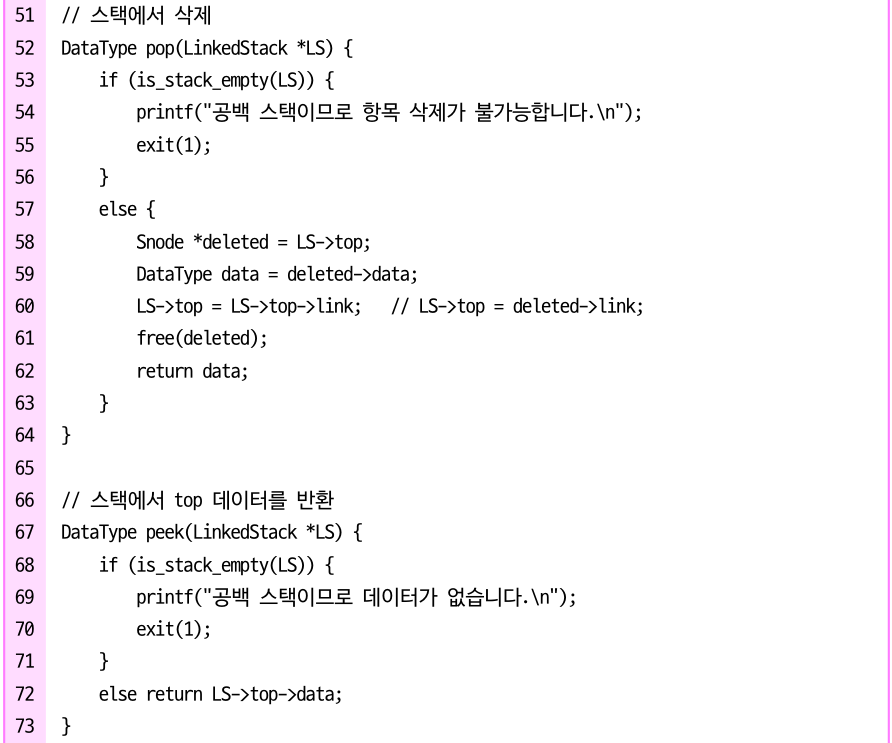 51 // 스택에서 삭제
52 DataType pop(LinkedStack *LS) {
53     if (is_stack_empty(LS)) {
54         printf("공백 스택이므로 항목 삭제가 불가능합니다.\n");
55         exit(1);
56     }
57     else {
58         Snode *deleted = LS->top;
59         DataType data = deleted->data;
60         LS->top = LS->top->link;   // LS->top = deleted->link;
61         free(deleted);
62         return data;
63     }
64 }
65
66 // 스택에서 top 데이터를 반환
67 DataType peek(LinkedStack *LS) {
68     if (is_stack_empty(LS)) {
69         printf("공백 스택이므로 데이터가 없습니다.\n");
70         exit(1);
71     }
72     else return LS->top->data;
73 }